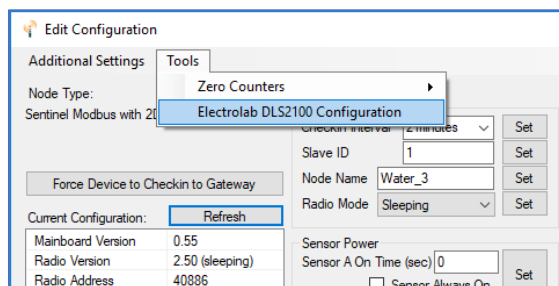 Edit Configuration
Additional Settings Tools
Zero Counters
Electrolab DLS2100 Configuration
Node Type:
Sentinel Modbus with
Checkin Interval 2 minutes Set
Slave ID 1 Set
Node Name Water_3 Set
Radio Mode Sleeping Set
Force Device to Checkin to Gateway
Current Configuration: Refresh
Mainboard Version 0.55
Radio Version 2.50 (sleeping)
Radio Address 40886
Sensor Power
Sensor A On Time (sec) 0
Set
Sensor Always On